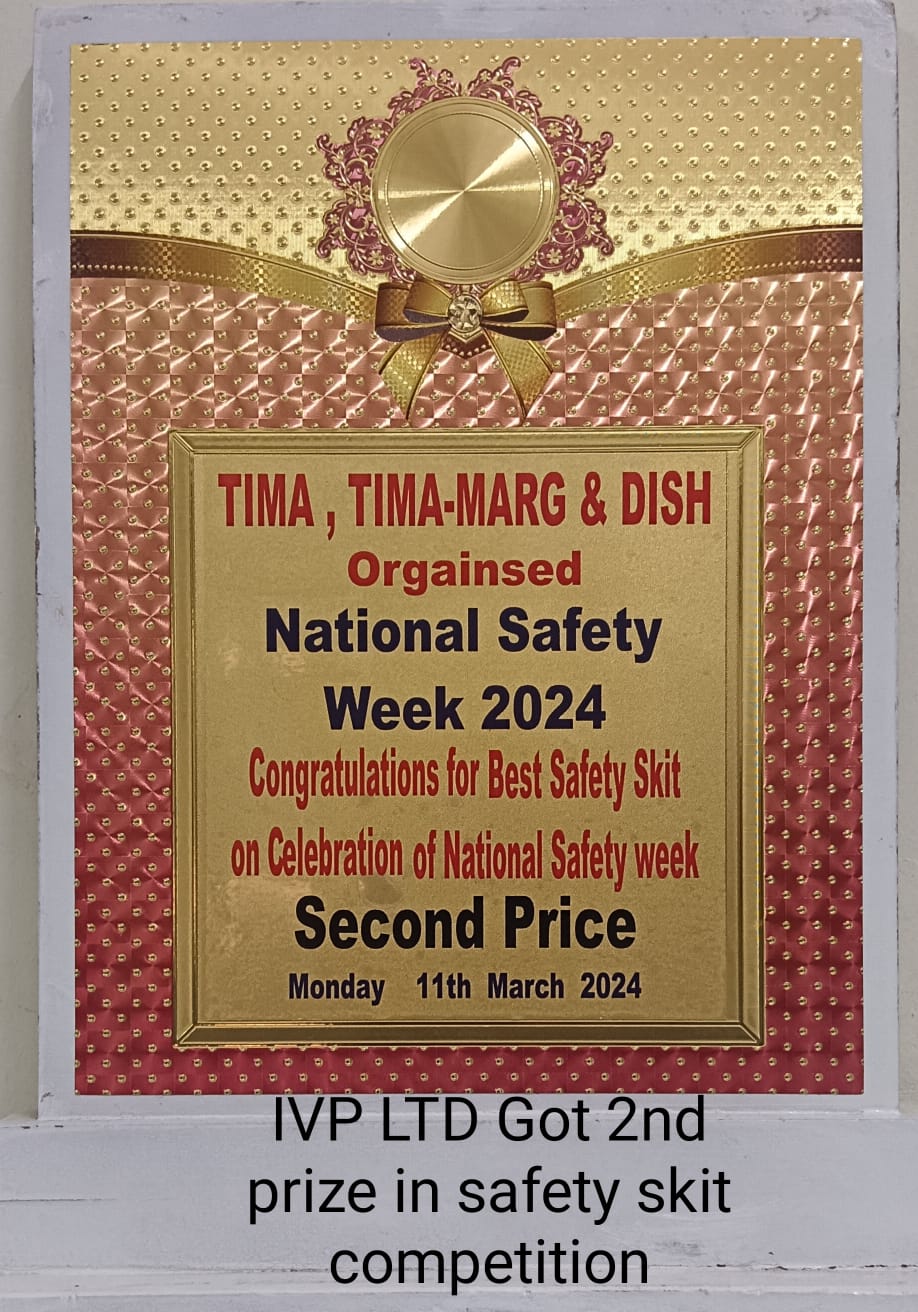 TIMA , TIMA-MARG & DISH
Orgainsed
National Safety
Week 2024
Congratulations for Best Safety Skit
on Celebration of National Safety week
Second Price
Monday 11th March 2024
IVP LTD Got 2nd
prize in safety skit
competition